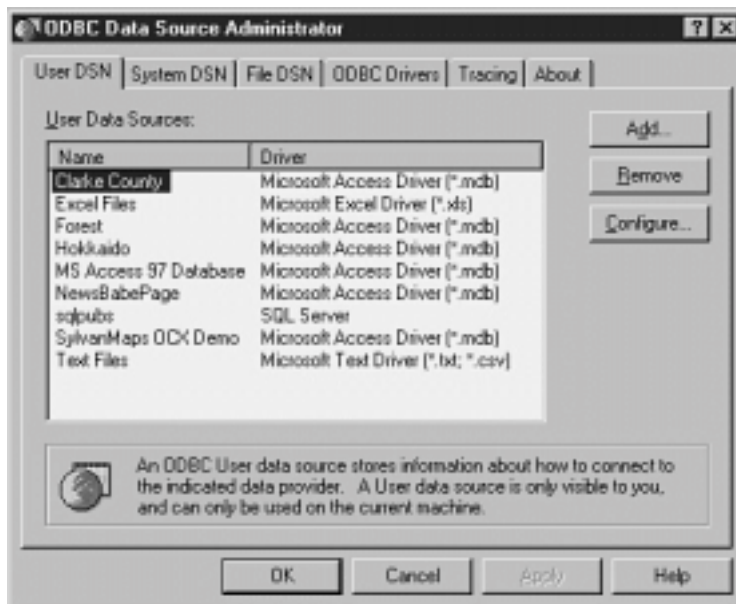 ODBC Data Source Administrator
User DSN System DSN File DSN ODBC Drivers Tracing About
User Data Sources:
Name Driver
Clarke County Microsoft Access Driver (*.mdb)
Excel Files Microsoft Excel Driver (*.xls)
Forest Microsoft Access Driver (*.mdb)
Hokkaido Microsoft Access Driver (*.mdb)
MS Access 97 Database Microsoft Access Driver (*.mdb)
NewsBabePage Microsoft Access Driver (*.mdb)
sqlpubs SQL Server
SylvanMaps OCX Demo Microsoft Access Driver (*.mdb)
Text Files Microsoft Text Driver (*.txt; *.csv)
Add...
Remove
Configure...
An ODBC User data source stores information about how to connect to
the indicated data provider. A User data source is only visible to you,
and can only be used on the current machine.
OK Cancel Apply Help